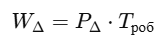 W_Δ = P_Δ · T_роб